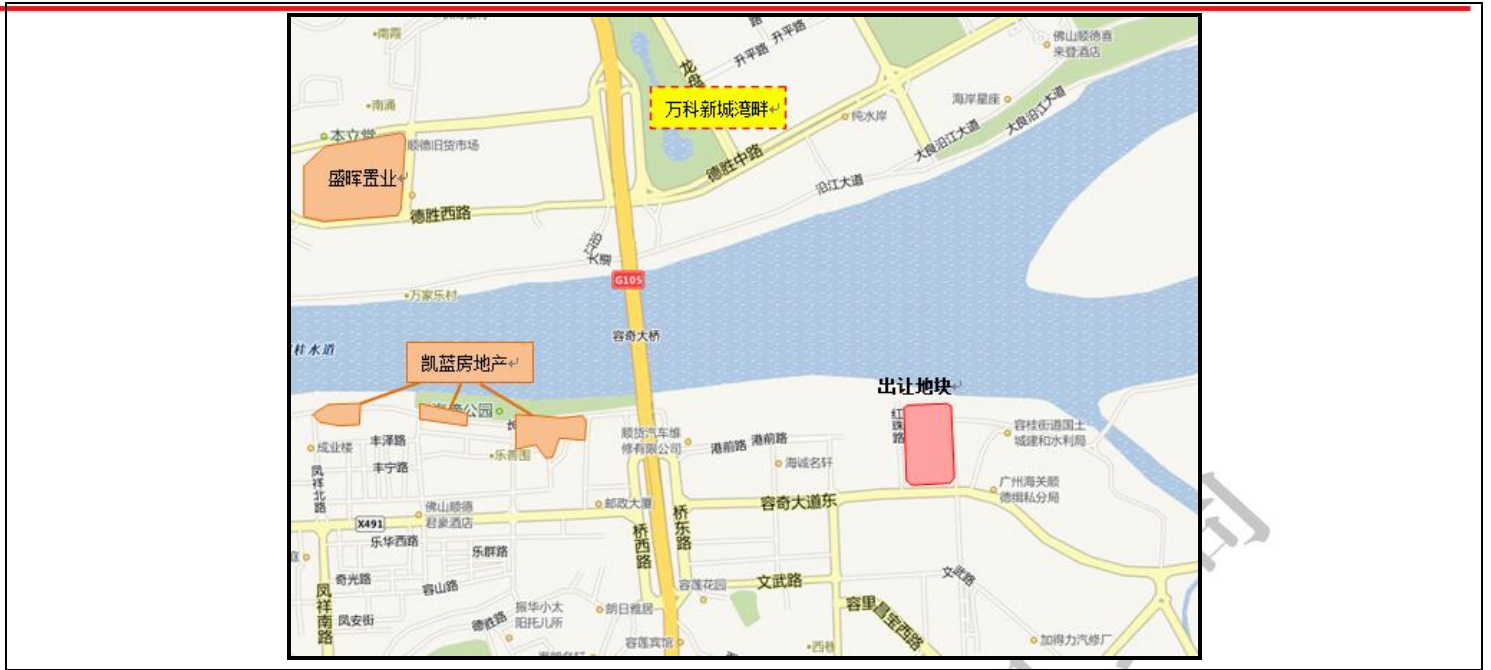 南霞
升平路
升平路
佛山顺德喜
来登酒店
万科新城湾畔
南涌
海岸星座
纯水岸
大良沿江大道
大良沿江大道
本立堂
顺德旧货市场
德胜中路
盛晖置业
沿江大道
德胜西路
G105
万家乐村
容奇大桥
桂水道
凯蓝房地产
出让地块
公园
红珠路
成业楼
丰泽路
顺货汽车维
修有限公司
港前路
港前路
容桂街道国土
城建和水利局
丰宁路
乐善围
海诚名轩
凤祥北路
广州海关顺
德缉私分局
佛山顺德
君豪酒店
邮政大厦
容奇大道东
X491
桥西路
桥东路
乐华西路
乐群路
奇光路
容山路
容莲花园
文武路
文武路
凤祥南路
凤安街
德胜路
振华小太
阳托儿所
朗日雅居
容里
昌宝西路
容莲宾馆
西巷
加得力汽修厂
司